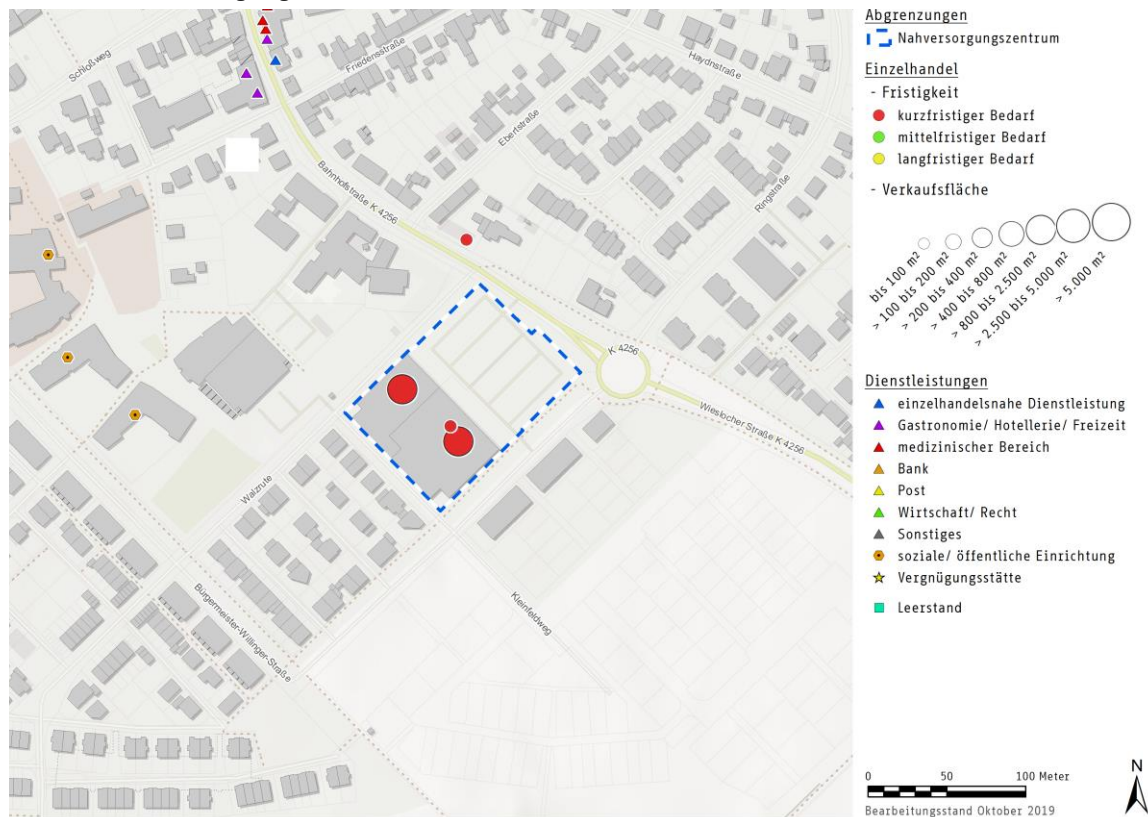 Schloßweg
Friedensstraße
Haydnstraße
Ebertstraße
Ringstraße
Bahnhofstraße K 4256
K 4256
Wieslocher Straße K 4256
Walzrute
Kleinfeldweg
Bürgermeister-Willinger-Straße
Abgrenzungen
Nahversorgungszentrum
Einzelhandel
- Fristigkeit
kurzfristiger Bedarf
mittelfristiger Bedarf
langfristiger Bedarf
- Verkaufsfläche
bis 100 m²
> 100 bis 200 m²
> 200 bis 400 m²
> 400 bis 800 m²
> 800 bis 2.500 m²
> 2.500 bis 5.000 m²
> 5.000 m²
Dienstleistungen
einzelhandelsnahe Dienstleistung
Gastronomie/ Hotellerie/ Freizeit
medizinischer Bereich
Bank
Post
Wirtschaft/ Recht
Sonstiges
soziale/ öffentliche Einrichtung
Vergnügungsstätte
Leerstand
0 50 100 Meter
Bearbeitungsstand Oktober 2019
N